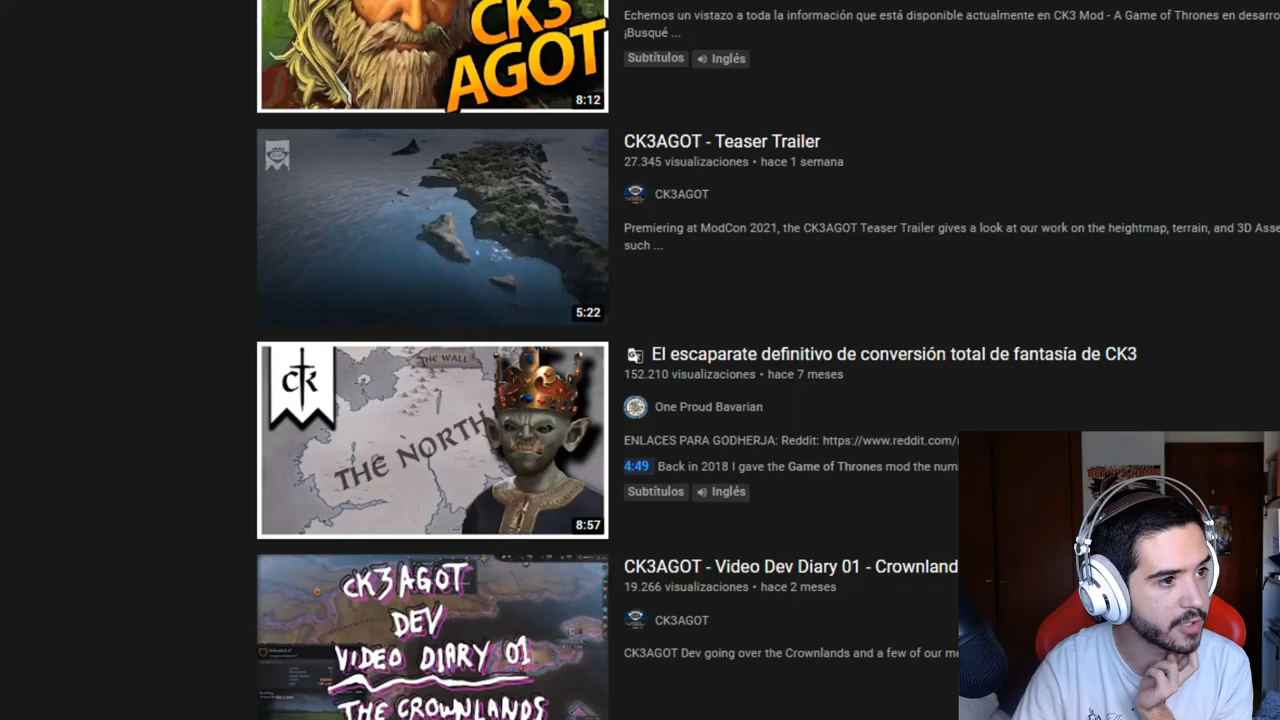 CK3
AGOT
8:12
Echemos un vistazo a toda la información que está disponible actualmente en CK3 Mod - A Game of Thrones en desarro
¡Busqué ...
Subtítulos
Inglés
5:22
CK3AGOT - Teaser Trailer
27.345 visualizaciones • hace 1 semana
CK3AGOT
Premiering at ModCon 2021, the CK3AGOT Teaser Trailer gives a look at our work on the heightmap, terrain, and 3D Asse
such ...
ck
THE WALL
THE NORTH
8:57
El escaparate definitivo de conversión total de fantasía de CK3
152.210 visualizaciones • hace 7 meses
One Proud Bavarian
ENLACES PARA GODHERJA: Reddit: https://www.reddit.com/
4:49 Back in 2018 I gave the Game of Thrones mod the num
Subtítulos
Inglés
CK3AGOT
DEV
VIDEO DIARY 01
THE CROWNLANDS
CK3AGOT - Video Dev Diary 01 - Crownland
19.266 visualizaciones • hace 2 meses
CK3AGOT
CK3AGOT Dev going over the Crownlands and a few of our me